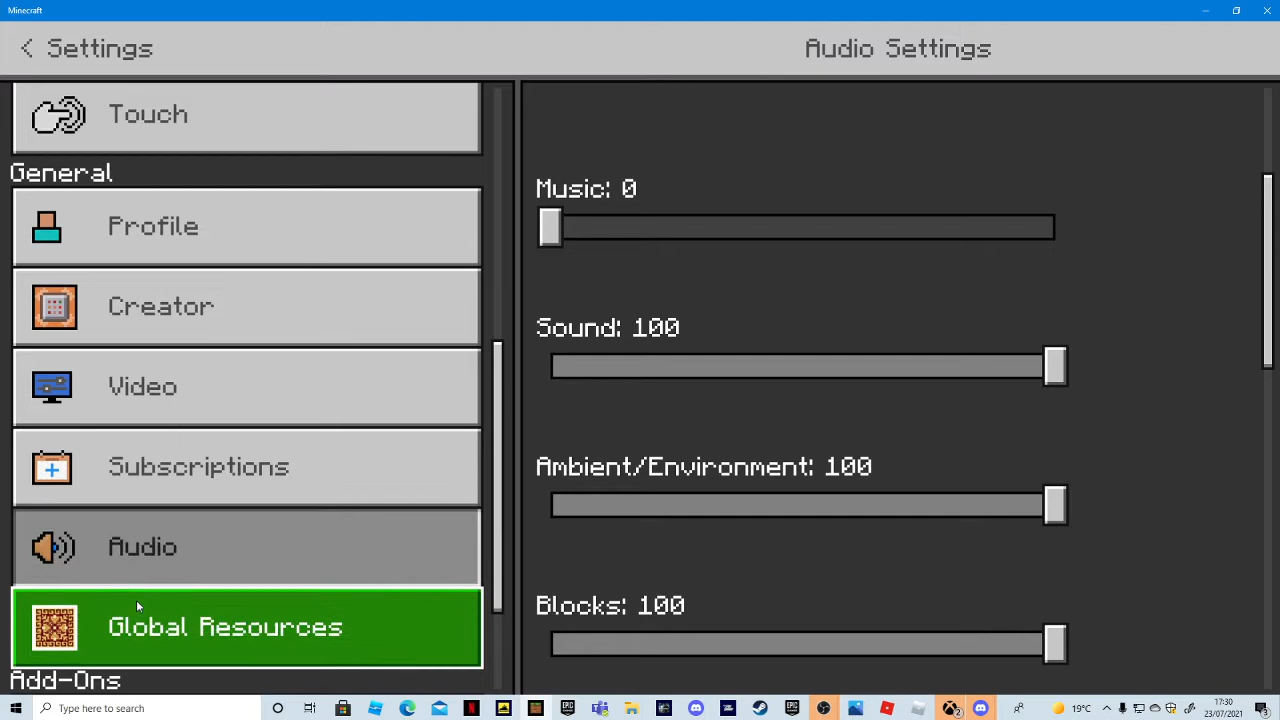 Minecraft
Settings
Audio Settings
Touch
General
Profile
Creator
Video
Subscriptions
Audio
Global Resources
Add-Ons
Music: 0
Sound: 100
Ambient/Environment: 100
Blocks: 100
Type here to search
19°C
17:30
23/07/2021